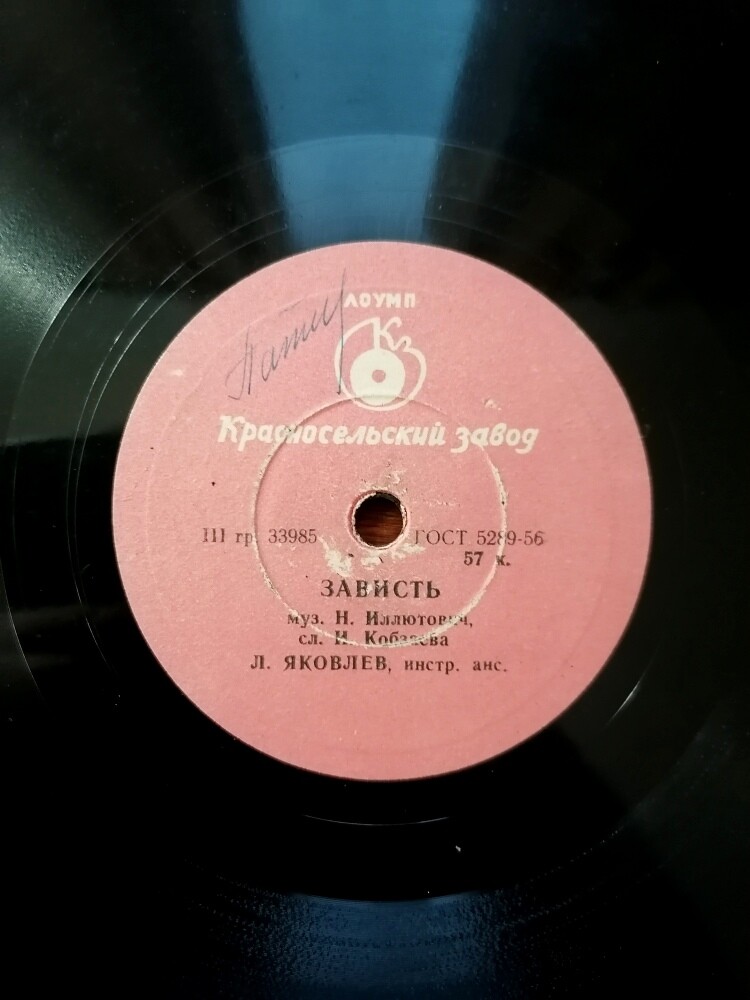 ЛОУМП
КЗ
Красносельский завод
III гр. 33985
ГОСТ 5289-56
57 к.
ЗАВИСТЬ
муз. Н. Иллютович,
сл. И. Кобзаева
Л. ЯКОВЛЕВ, инстр. анс.